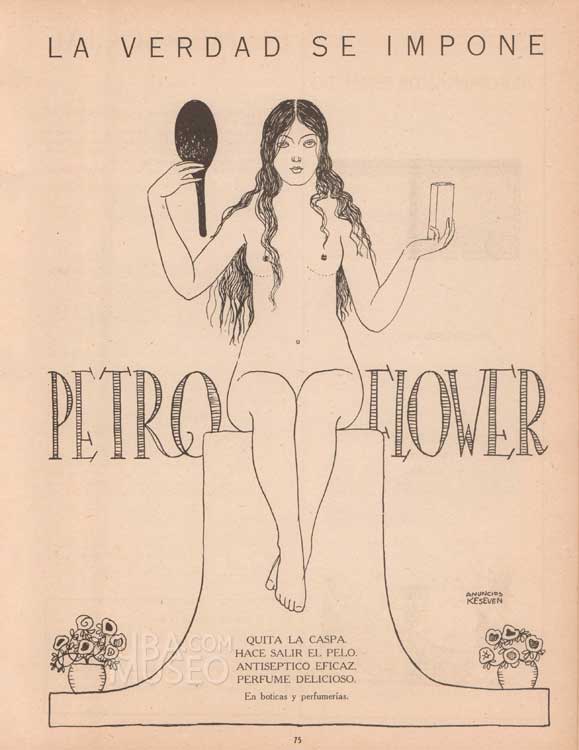 LA VERDAD SE IMPONE
PETRO FLOWER
ANUNCIOS
KESEVEN
QUITA LA CASPA.
HACE SALIR EL PELO.
ANTISEPTICO EFICAZ.
PERFUME DELICIOSO.
En boticas y perfumerías.
MUSEO
75